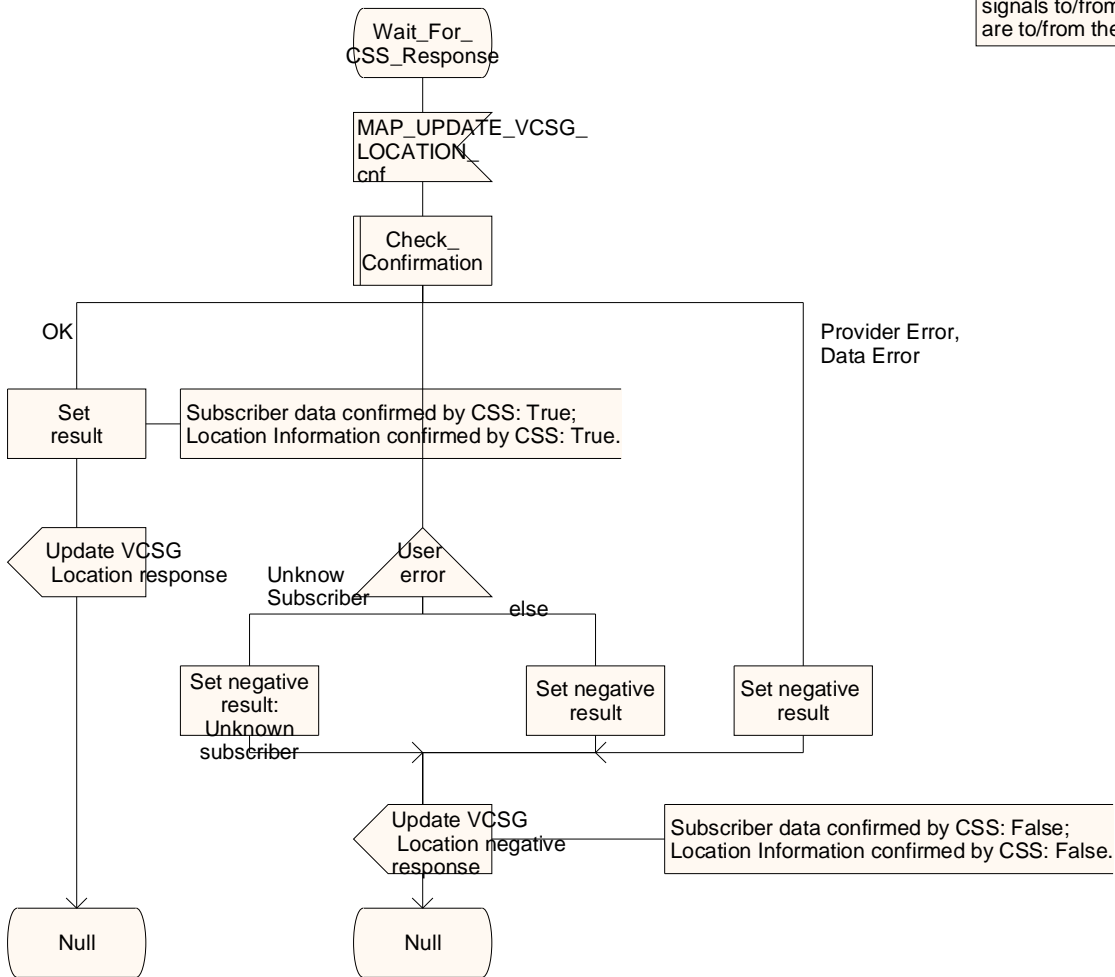 signals to/from
are to/from the
Wait_For_
CSS_Response
MAP_UPDATE_VCSG_
LOCATION_
cnf
Check_
Confirmation
OK
Provider Error,
Data Error
Set
result
Subscriber data confirmed by CSS: True;
Location Information confirmed by CSS: True.
Update VCSG
Location response
User
error
Unknow
Subscriber
else
Set negative
result:
Unknown
subscriber
Set negative
result
Set negative
result
Update VCSG
Location negative
response
Subscriber data confirmed by CSS: False;
Location Information confirmed by CSS: False.
Null
Null